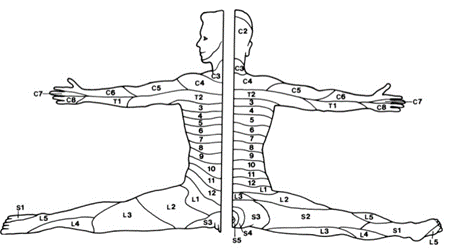 C2
C3 C3
C4 C4
C5 C5
C6 C6
C7 C7
C8 C8
T2 T2
T1 T1
3 3
4 4
5 5
6 6
7 7
8 8
9 9
10 10
11 11
12 12
L1 L1
L2 L3 L2
L3 S3 S3 S2
S1 L5 L5 S1
L4 L4 L3
S4
S5 L5